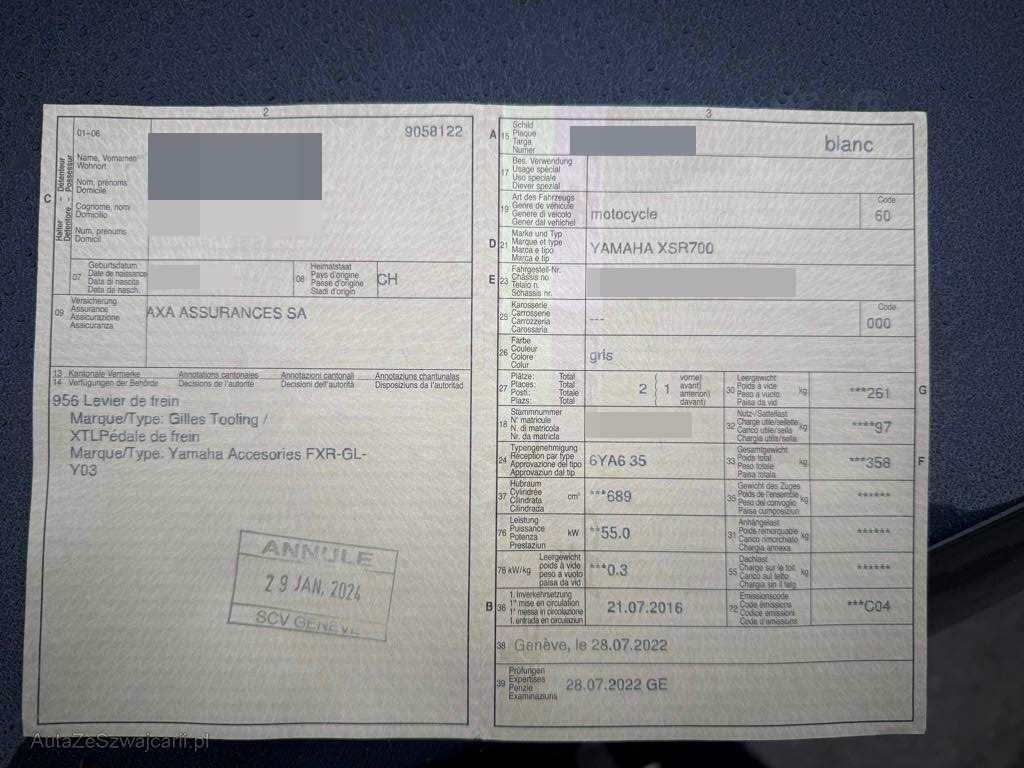 2
01-06
9058122
C
Halter - Détenteur
Detentore - Possessur
Name, Vornamen
Wohnort
Nom, prénoms
Domicile
Cognome, nomi
Domicilio
Num, prenums
Domicil
07
Geburtsdatum
Date de naissance
Data di nascita
Data da nasch.
08
Heimatstaat
Pays d'origine
Paese d'origine
Stadi d'origin
CH
09
Versicherung
Assurance
Assicurazione
Assicuranza
AXA ASSURANCES SA
13 Kantonale Vermerke Annotations cantonales Annotazioni cantonali Annotaziuns chantunalas
14 Verfügungen der Behörde Décisions de l'autorité Decisioni dell'autorità Disposiziuns da l'autoritad
956 Levier de frein
Marque/Type: Gilles Tooling /
XTLPédale de frein
Marque/Type: Yamaha Accesories FXR-GL-
Y03
ANNULE
29 JAN. 2024
SCV GENEVE
3
A
15
Schild
Plaque
Targa
Numer
blanc
17
Bes. Verwendung
Usage spécial
Uso speciale
Diever spezial
19
Art des Fahrzeugs
Genre de véhicule
Genere di veicolo
Gener dal vehichel
motocycle
Code
60
D
21
Marke und Typ
Marque et type
Marca e tipo
Marca e tip
YAMAHA XSR700
E
23
Fahrgestell-Nr.
Châssis no
Telaio n.
Schassis nr.
25
Karosserie
Carrosserie
Carrozzeria
Carossaria
---
Code
000
26
Farbe
Couleur
Colore
Colur
gris
27
Plätze: Total
Places: Total
Posti: Totale
Plazs: Total
2 { 1
vorne)
avant)
anteriori)
davant)
30
Leergewicht
Poids à vide
Peso a vuoto
Paisa da vid
kg
***261
G
18
Stammnummer
N° matricule
N. di matricola
Nr. da matricla
32
Nutz-/Sattellast
Charge utile/sellette
Carico utile/sella
Chargia utila/sella
kg
****97
24
Typengenehmigung
Réception par type
Approvazione del tipo
Approvaziun dal tip
6YA6 35
33
Gesamtgewicht
Poids total
Peso totale
Paisa totala
kg
***358
F
37
Hubraum
Cylindrée
Cilindrata
Cilindrada
cm³
***689
35
Gewicht des Zuges
Poids de l'ensemble
Peso del convoglio
Paisa cumposiziun
kg
******
76
Leistung
Puissance
Potenza
Prestaziun
kW
**55.0
31
Anhängelast
Poids remorquable
Carico rimorchiato
Chargia annexa
kg
******
78 kW/kg
Leergewicht
poids à vide
peso a vuoto
paisa da vid
***0.3
55
Dachlast
Charge sur le toit
Carico sul tetto
Chargia sin il tetg
kg
******
B
36
1. Inverkehrsetzung
1re mise en circulation
1a messa in circolazione
1. entrada en circulaziun
21.07.2016
72
Emissionscode
Code émissions
Codice emissioni
Code d'emissiuns
***C04
38
Genève, le 28.07.2022
39
Prüfungen
Expertises
Perizie
Examinaziuns
28.07.2022 GE
AutaZeSzwajcarii.pl